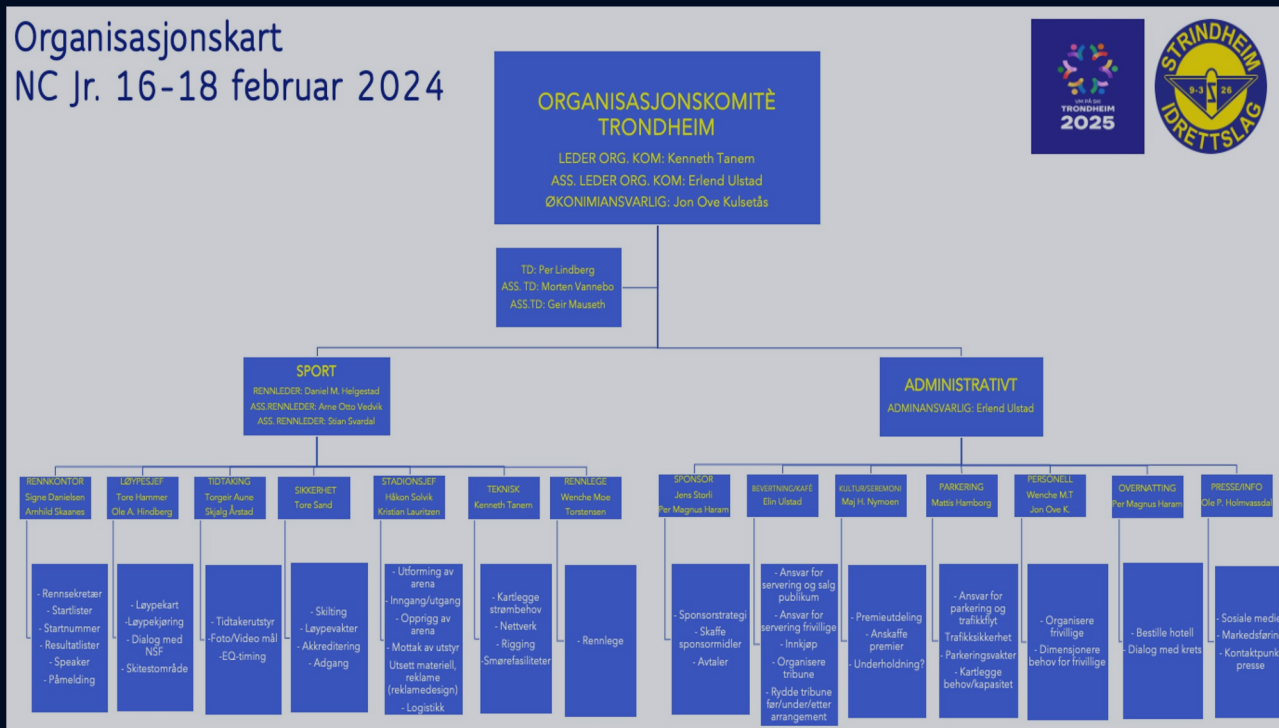 Organisasjonskart
NC Jr. 16-18 februar 2024
ORGANISASJONSKOMITÈ
TRONDHEIM
LEDER ORG. KOM: Kenneth Tanem
ASS. LEDER ORG. KOM: Erlend Ulstad
ØKONIMIANSVARLIG: Jon Ove Kulsetås
VM PÅ SKI
TRONDHEIM
2025
STRINDHEIM
9-3 26
IDRETTSLAG
TD: Per Lindberg
ASS. TD: Morten Vannebo
ASS.TD: Geir Mauseth
SPORT
RENNLEDER: Daniel M. Helgestad
ASS.RENNLEDER: Arne Otto Vedvik
ASS. RENNLEDER: Stian Svardal
ADMINISTRATIVT
ADMINANSVARLIG: Erlend Ulstad
RENNKONTOR
Signe Danielsen
Arnhild Skaanes
- Rennsekretær
- Startlister
- Startnummer
- Resultatlister
- Speaker
- Påmelding
LØYPESJEF
Tore Hammer
Ole A. Hindberg
- Løypekart
-Løypekjøring
- Dialog med
NSF
- Skitestområde
TIDTAKING
Torgeir Aune
Skjalg Årstad
- Tidtakerutstyr
-Foto/Video mål
-EQ-timing
SIKKERHET
Tore Sand
- Skilting
- Løypevakter
- Akkreditering
- Adgang
STADIONSJEF
Håkon Solvik
Kristian Lauritzen
- Utforming av
arena
- Inngang/utgang
- Opprigg av
arena
- Mottak av utstyr
Utsett materiell,
reklame
(reklamedesign)
- Logistikk
TEKNISK
Kenneth Tanem
- Kartlegge
strømbehov
- Nettverk
- Rigging
-Smørefasiliteter
RENNLEGE
Wenche Moe
Torstensen
- Rennlege
SPONSOR
Jens Storli
Per Magnus Haram
- Sponsorstrategi
- Skaffe
sponsormidler
- Avtaler
BEVERTNING/KAFÉ
Elin Ulstad
- Ansvar for
servering og salg
publikum
- Ansvar for
servering frivillige
- Innkjøp
- Organisere
tribune
- Rydde tribune
før/under/etter
arrangement
KULTUR/SEREMONI
Maj H. Nymoen
- Premieutdeling
- Anskaffe
premier
- Underholdning?
PARKERING
Mattis Hamborg
- Ansvar for
parkering og
trafikkflyt
Trafikksikkerhet
- Parkeringsvakter
- Kartlegge
behov/kapasitet
PERSONELL
Wenche M.T
Jon Ove K.
- Organisere
frivillige
- Dimensjonere
behov for frivillige
OVERNATTING
Per Magnus Haram
- Bestille hotell
- Dialog med krets
PRESSE/INFO
Ole P. Holmvassdal
- Sosiale medie
- Markedsførin
- Kontaktpunk
presse